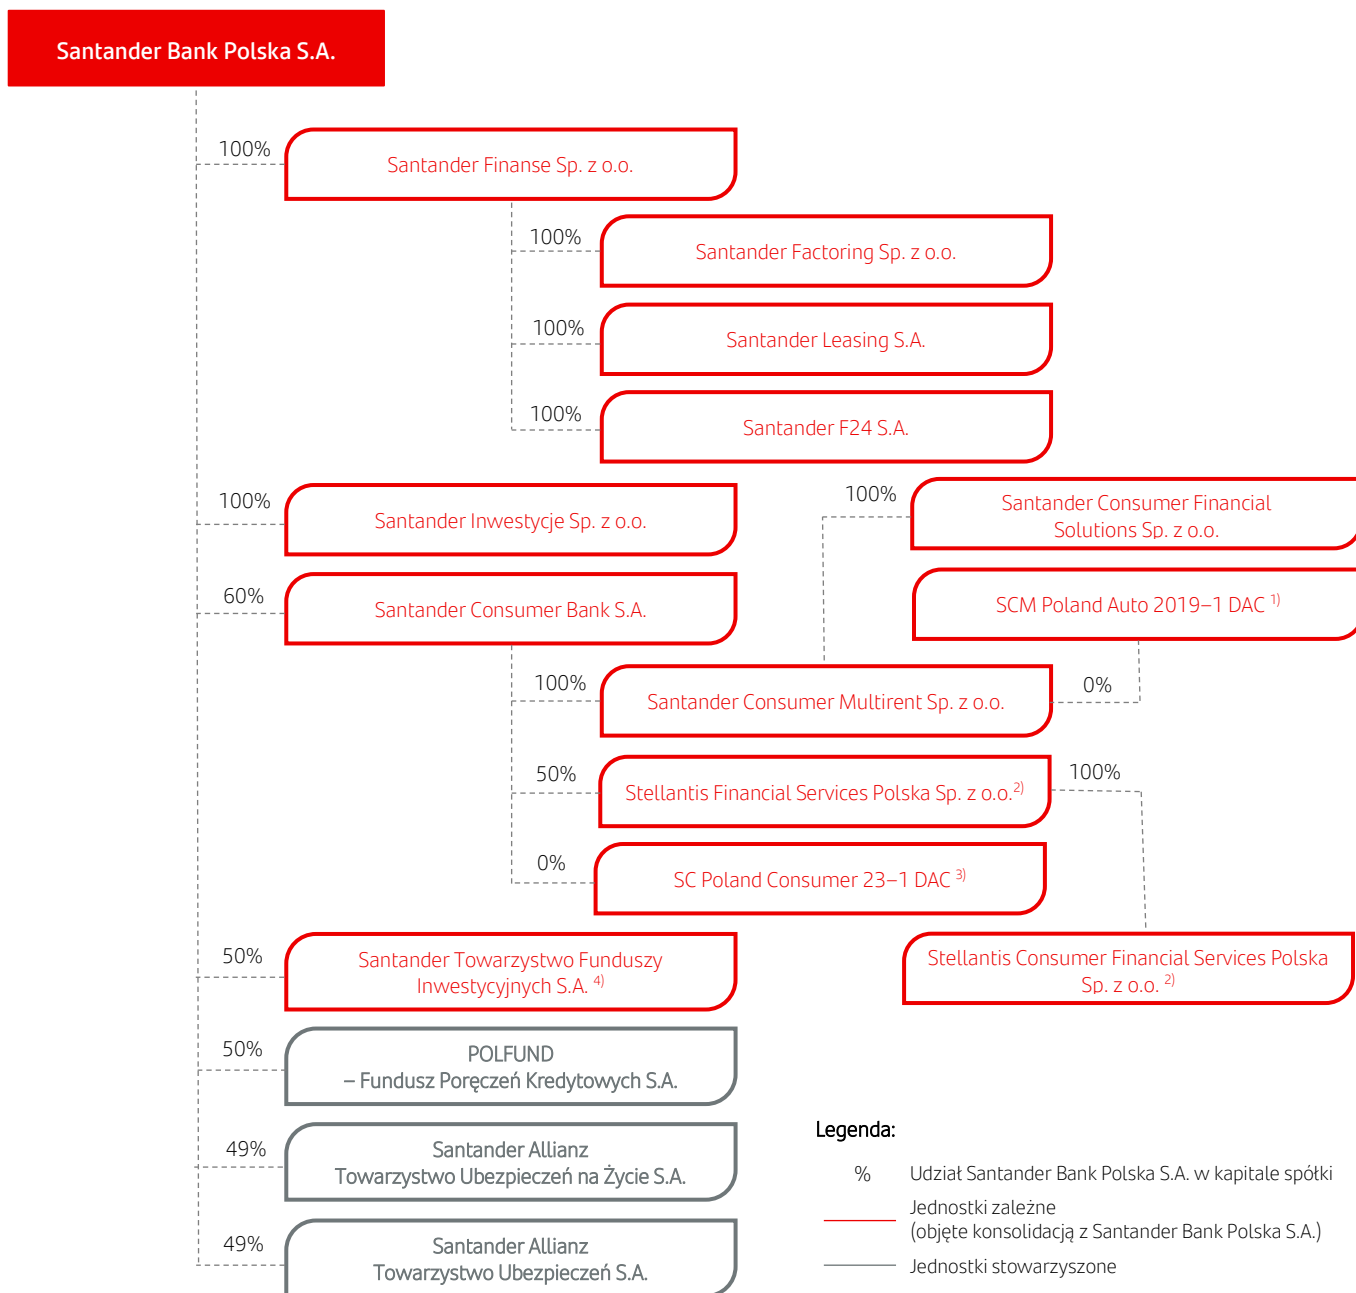 Santander Bank Polska S.A.
100%
Santander Finanse Sp. z o.o.
100%
Santander Factoring Sp. z o.o.
100%
Santander Leasing S.A.
100%
Santander F24 S.A.
100%
Santander Inwestycje Sp. z o.o.
100%
Santander Consumer Financial
Solutions Sp. z o.o.
60%
Santander Consumer Bank S.A.
SCM Poland Auto 2019–1 DAC 1)
100%
Santander Consumer Multirent Sp. z o.o.
0%
50%
Stellantis Financial Services Polska Sp. z o.o.2)
100%
0%
SC Poland Consumer 23–1 DAC 3)
50%
Santander Towarzystwo Funduszy
Inwestycyjnych S.A. 4)
Stellantis Consumer Financial Services Polska
Sp. z o.o. 2)
50%
POLFUND
– Fundusz Poręczeń Kredytowych S.A.
49%
Santander Allianz
Towarzystwo Ubezpieczeń na Życie S.A.
49%
Santander Allianz
Towarzystwo Ubezpieczeń S.A.
Legenda:
% Udział Santander Bank Polska S.A. w kapitale spółki
Jednostki zależne
(objęte konsolidacją z Santander Bank Polska S.A.)
Jednostki stowarzyszone